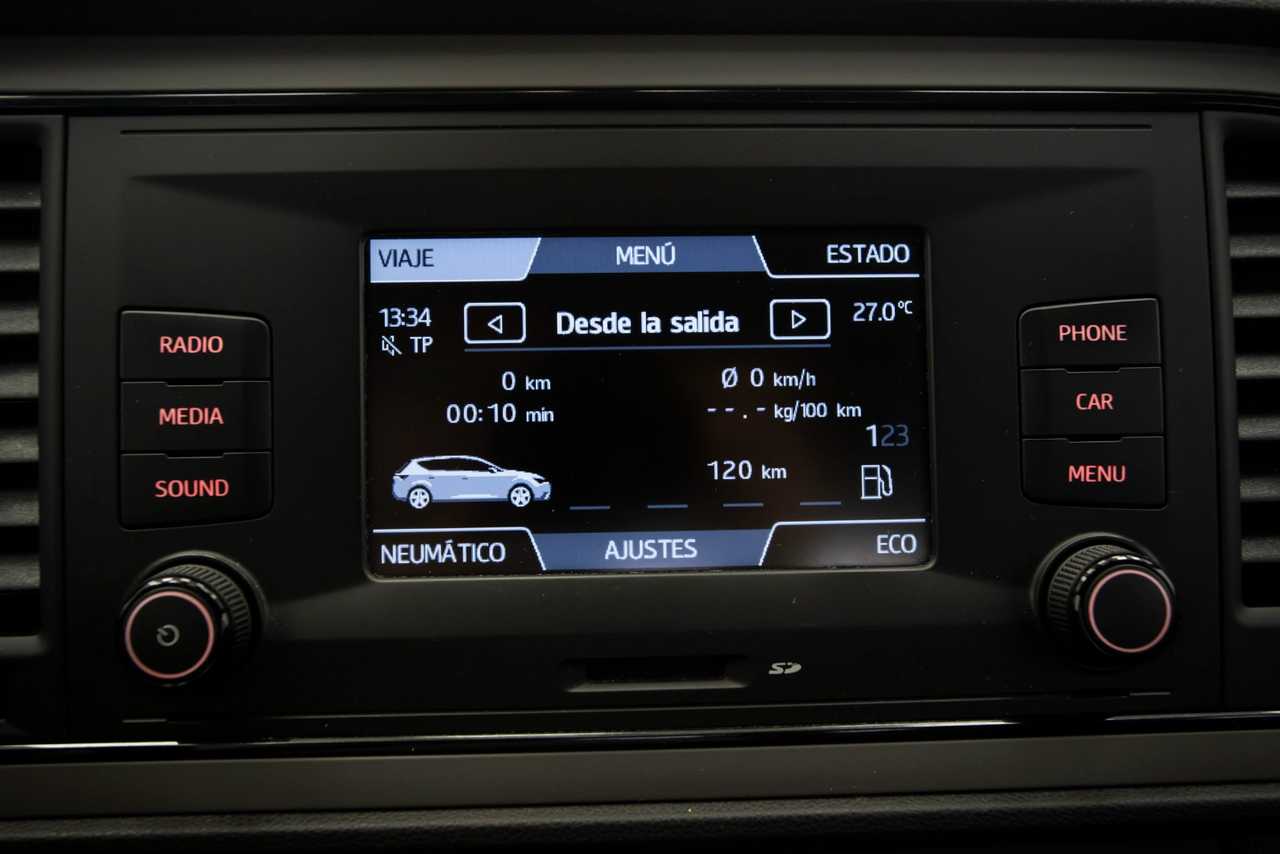 VIAJE MENÚ ESTADO
13:34 Desde la salida 27.0°C
TP
0 km Ø 0 km/h
00:10 min --.- kg/100 km
123
120 km
NEUMÁTICO AJUSTES ECO
RADIO
MEDIA
SOUND
PHONE
CAR
MENU
SD